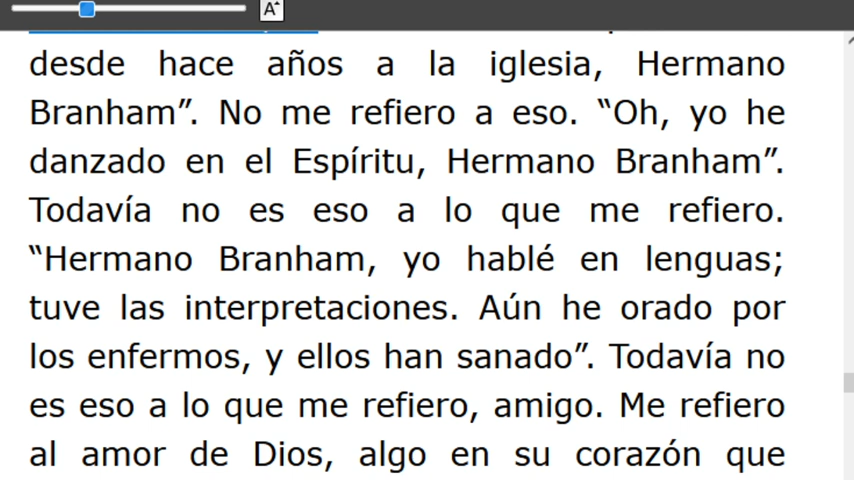 A
desde hace años a la iglesia, Hermano
Branham”. No me refiero a eso. “Oh, yo he
danzado en el Espíritu, Hermano Branham”.
Todavía no es eso a lo que me refiero.
“Hermano Branham, yo hablé en lenguas;
tuve las interpretaciones. Aún he orado por
los enfermos, y ellos han sanado”. Todavía no
es eso a lo que me refiero, amigo. Me refiero
al amor de Dios, algo en su corazón que